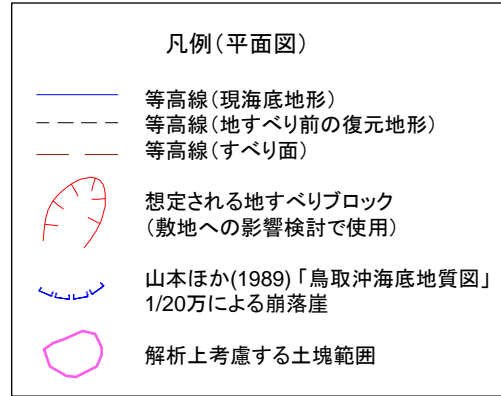 凡例(平面図)
等高線(現海底地形)
等高線(地すべり前の復元地形)
等高線(すべり面)
想定される地すべりブロック
(敷地への影響検討で使用)
山本ほか(1989)「鳥取沖海底地質図」
1/20万による崩落崖
解析上考慮する土塊範囲